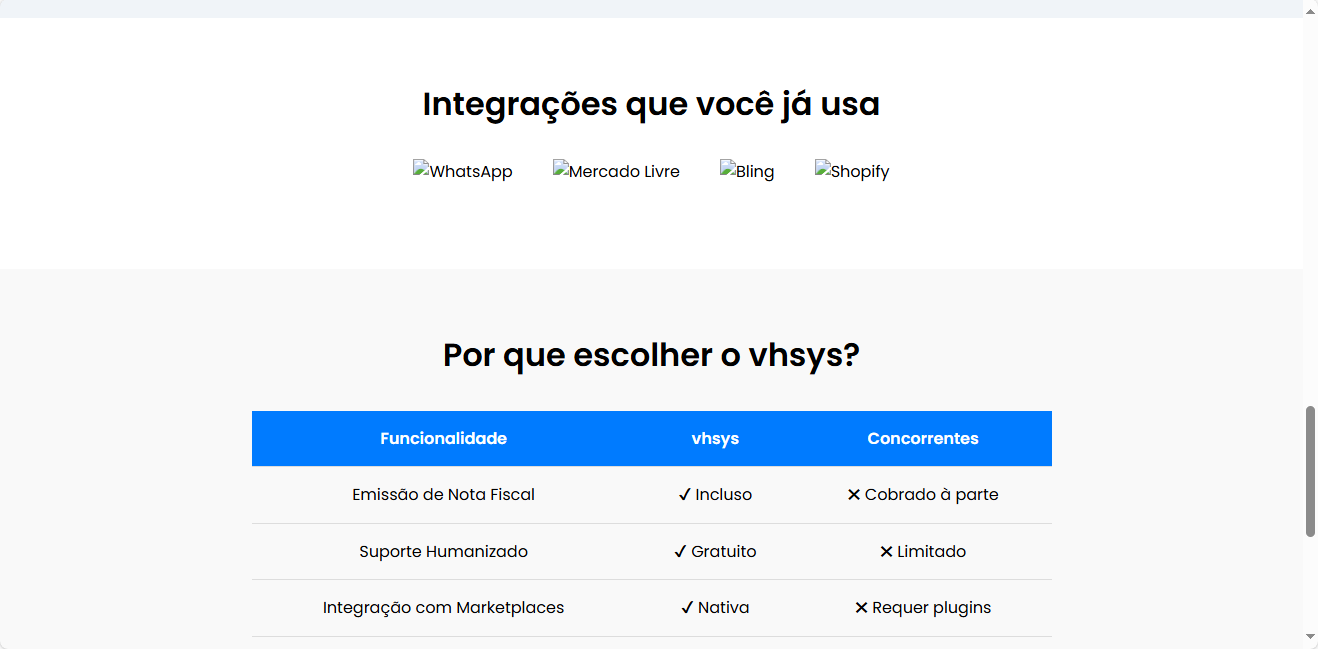 Integrações que você já usa
WhatsApp Mercado Livre Bling Shopify
Por que escolher o vhsys?
Funcionalidade vhsys Concorrentes
Emissão de Nota Fiscal ✓ Incluso ✕ Cobrado à parte
Suporte Humanizado ✓ Gratuito ✕ Limitado
Integração com Marketplaces ✓ Nativa ✕ Requer plugins